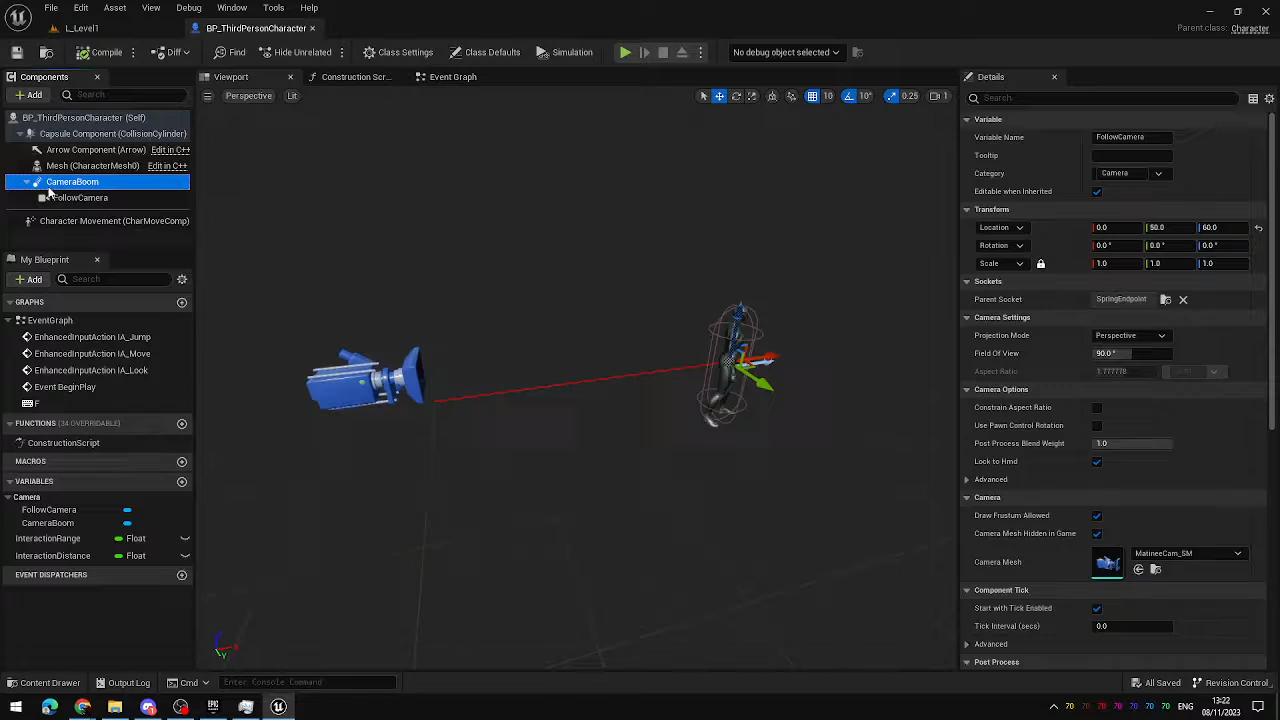 File Edit Asset View Debug Window Tools Help
L_Level1
BP_ThirdPersonCharacter
Parent class: Character
Compile
Diff
Find
Hide Unrelated
Class Settings
Class Defaults
Simulation
No debug object selected
Components
Viewport
Construction Scr...
Event Graph
Details
Add
Search
Perspective
Lit
10
10°
0.25
1
Search
BP_ThirdPersonCharacter (Self)
Capsule Component (CollisionCylinder)
Arrow Component (Arrow) Edit in C++
Mesh (CharacterMesh0) Edit in C++
CameraBoom
FollowCamera
Character Movement (CharMoveComp)
My Blueprint
Add
Search
GRAPHS
EventGraph
EnhancedInputAction IA_Jump
EnhancedInputAction IA_Move
EnhancedInputAction IA_Look
Event BeginPlay
F
FUNCTIONS (34 OVERRIDABLE)
ConstructionScript
MACROS
VARIABLES
Camera
FollowCamera
CameraBoom
InteractionRange Float
InteractionDistance Float
EVENT DISPATCHERS
Variable
Variable Name FollowCamera
Tooltip
Category Camera
Editable when Inherited
Transform
Location 0.0 50.0 60.0
Rotation 0.0° 0.0° 0.0°
Scale 1.0 1.0 1.0
Sockets
Parent Socket SpringEndpoint
Camera Settings
Projection Mode Perspective
Field Of View 90.0°
Aspect Ratio 1.777778
Camera Options
Constrain Aspect Ratio
Use Pawn Control Rotation
Post Process Blend Weight 1.0
Lock to Hmd
Advanced
Camera
Draw Frustum Allowed
Camera Mesh Hidden in Game
Camera Mesh MatineeCam_SM
Component Tick
Start with Tick Enabled
Tick Interval (secs) 0.0
Advanced
Post Process
Content Drawer
Output Log
Cmd
Enter Console Command
All Saved
Revision Control
70 70 70 70 70 70
13:22
08/11/2023